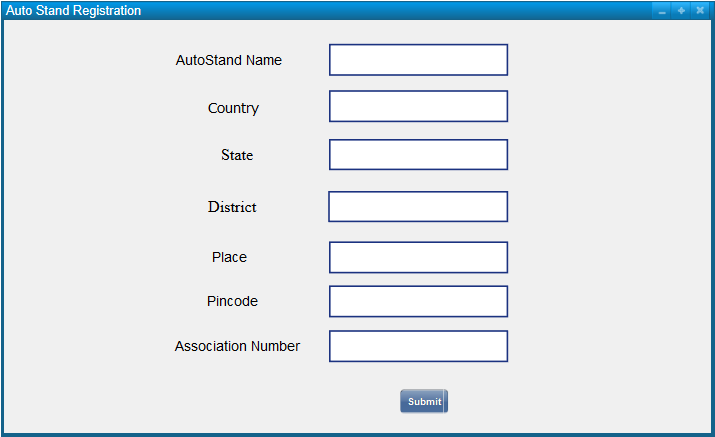 Auto Stand Registration
AutoStand Name
Country
State
District
Place
Pincode
Association Number
Submit